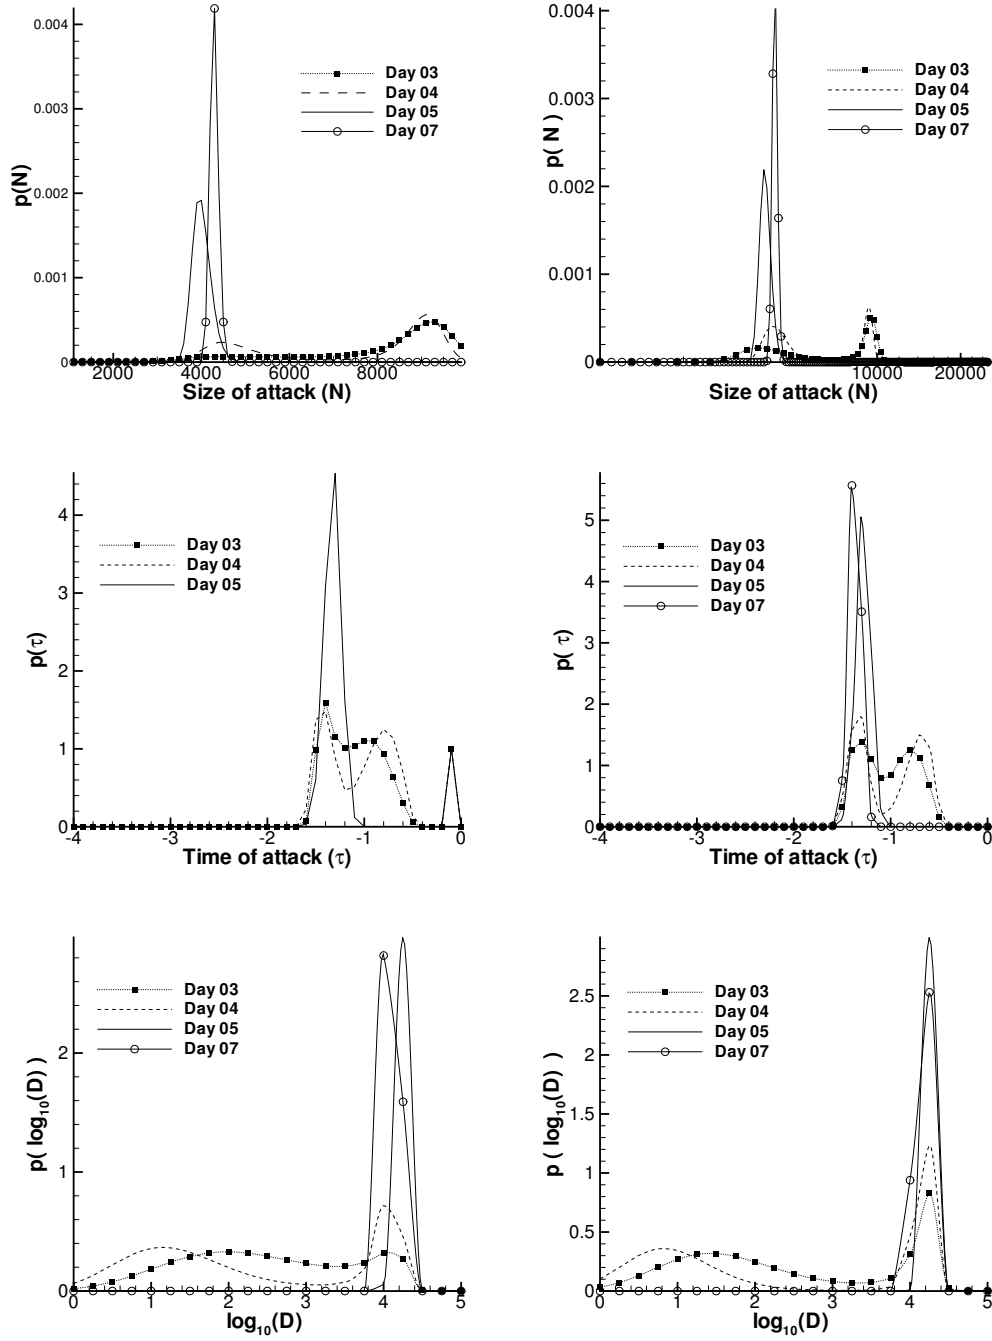 p(N)
0.004
0.003
0.002
0.001
0
2000
4000
6000
8000
Size of attack (N)
Day 03
Day 04
Day 05
Day 07
p( N )
0.004
0.003
0.002
0.001
0
10000
20000
Size of attack (N)
Day 03
Day 04
Day 05
Day 07
p(τ)
4
3
2
1
0
-4
-3
-2
-1
0
Time of attack (τ)
Day 03
Day 04
Day 05
p( τ)
5
4
3
2
1
0
-4
-3
-2
-1
0
Time of attack (τ)
Day 03
Day 04
Day 05
Day 07
p( log10(D) )
2
1
0
0
1
2
3
4
5
log10(D)
Day 03
Day 04
Day 05
Day 07
p ( log10(D) )
2.5
2
1.5
1
0.5
0
0
1
2
3
4
5
log10(D)
Day 03
Day 04
Day 05
Day 07